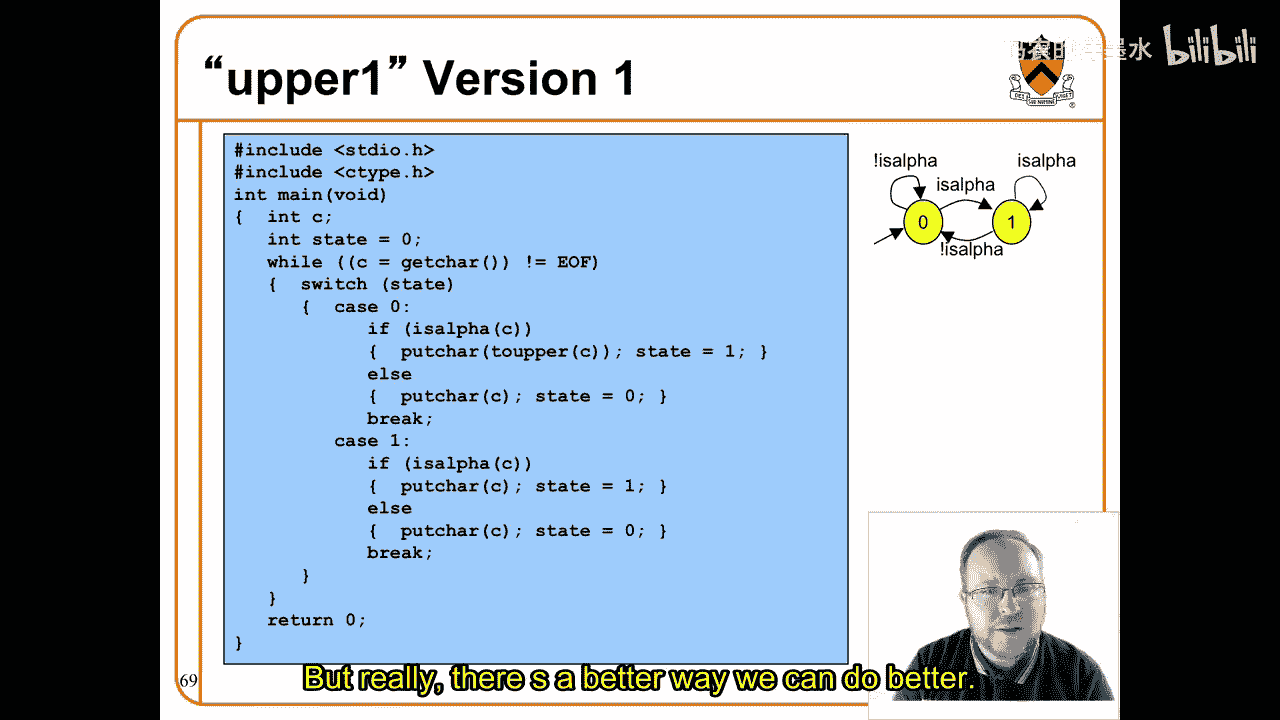 “upper1” Version 1
水 bilibili
#include <stdio.h>
#include <ctype.h>
int main(void)
{ int c;
int state = 0;
while ((c = getchar()) != EOF)
{ switch (state)
{ case 0:
if (isalpha(c))
{ putchar(toupper(c)); state = 1; }
else
{ putchar(c); state = 0; }
break;
case 1:
if (isalpha(c))
{ putchar(c); state = 1; }
else
{ putchar(c); state = 0; }
break;
}
}
return 0;
}
!isalpha
isalpha
isalpha
0
1
!isalpha
69
But really, there s a better way we can do better.